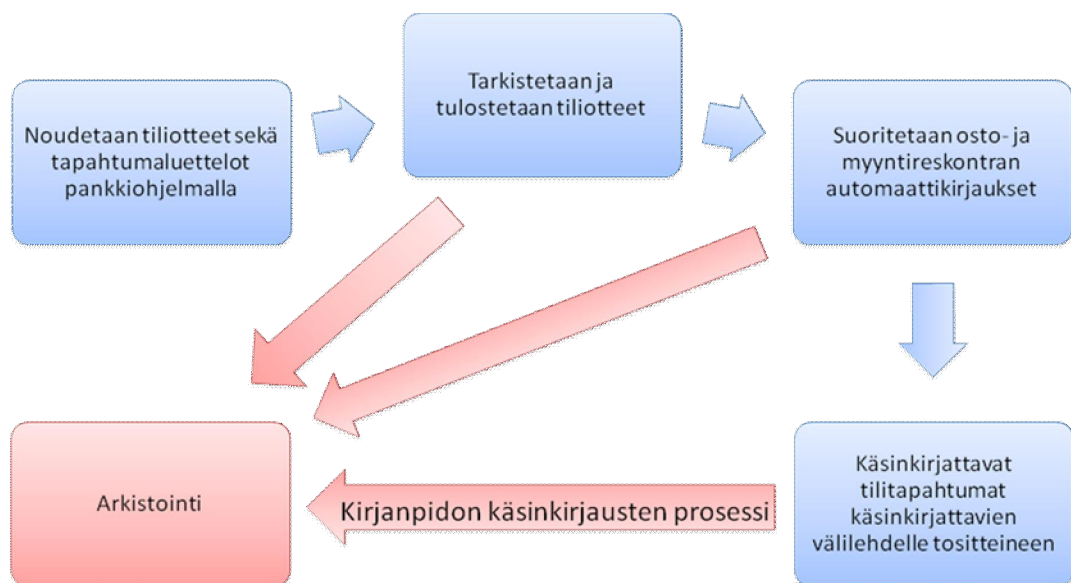 Noudetaan tiliotteet sekä
tapahtumaluettelot
pankkiohjelmalla
Tarkistetaan ja
tulostetaan tiliotteet
Suoritetaan osto- ja
myyntireskontran
automaattikirjaukset
Käsinkirjattavat
tilitapahtumat
käsinkirjattavien
välilehdelle tositteineen
Kirjanpidon käsinkirjausten prosessi
Arkistointi